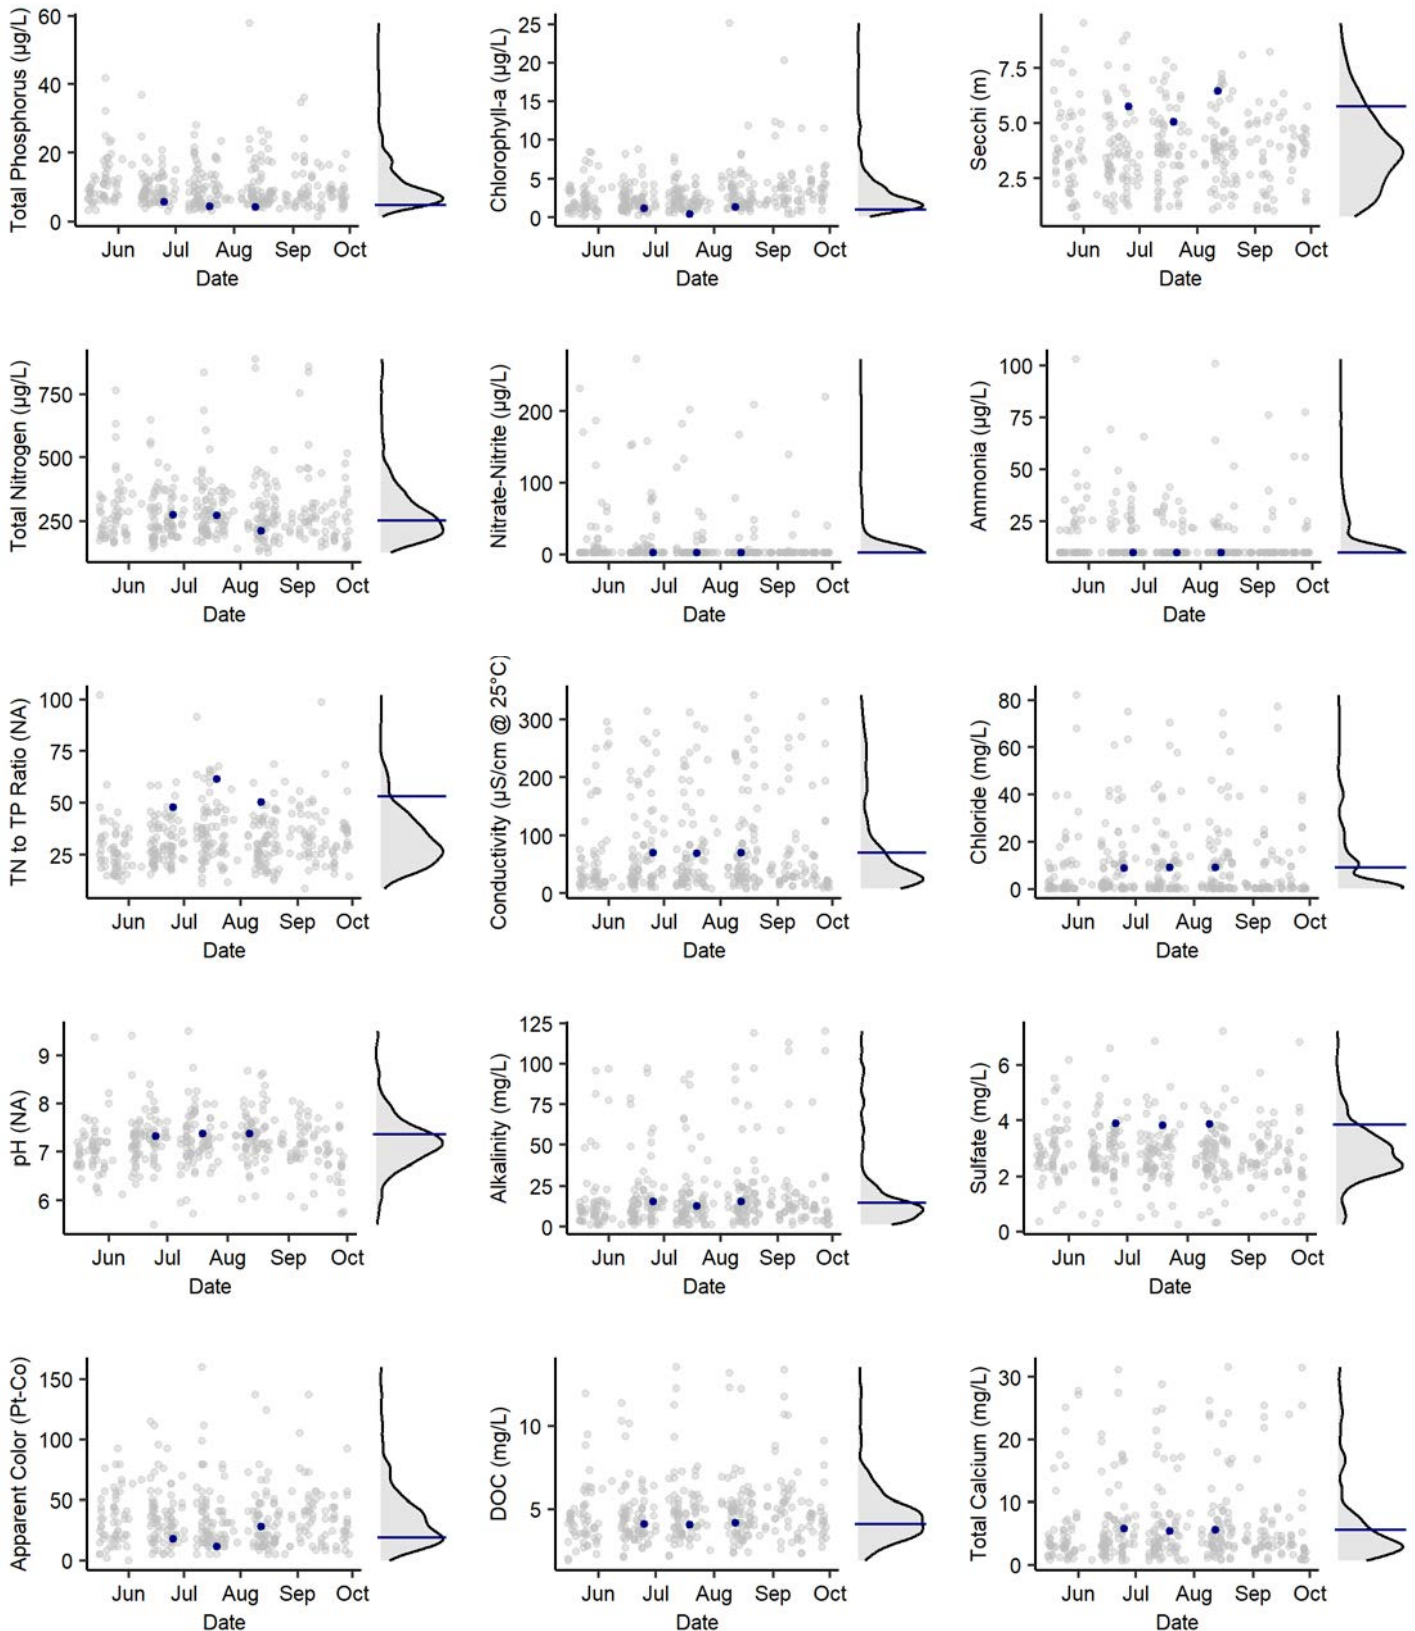 Total Phosphorus (µg/L)
60
40
20
0
Jun Jul Aug Sep Oct
Date
Chlorophyll-a (µg/L)
25
20
15
10
5
0
Jun Jul Aug Sep Oct
Date
Secchi (m)
7.5
5.0
2.5
Jun Jul Aug Sep Oct
Date
Total Nitrogen (µg/L)
750
500
250
Jun Jul Aug Sep Oct
Date
Nitrate-Nitrite (µg/L)
200
100
0
Jun Jul Aug Sep Oct
Date
Ammonia (µg/L)
100
75
50
25
Jun Jul Aug Sep Oct
Date
TN to TP Ratio (NA)
100
75
50
25
Jun Jul Aug Sep Oct
Date
Conductivity (µS/cm @ 25°C)
300
200
100
0
Jun Jul Aug Sep Oct
Date
Chloride (mg/L)
80
60
40
20
0
Jun Jul Aug Sep Oct
Date
pH (NA)
9
8
7
6
Jun Jul Aug Sep Oct
Date
Alkalinity (mg/L)
125
100
75
50
25
0
Jun Jul Aug Sep Oct
Date
Sulfate (mg/L)
6
4
2
0
Jun Jul Aug Sep Oct
Date
Apparent Color (Pt-Co)
150
100
50
0
Jun Jul Aug Sep Oct
Date
DOC (mg/L)
10
5
Jun Jul Aug Sep Oct
Date
Total Calcium (mg/L)
30
20
10
0
Jun Jul Aug Sep Oct
Date